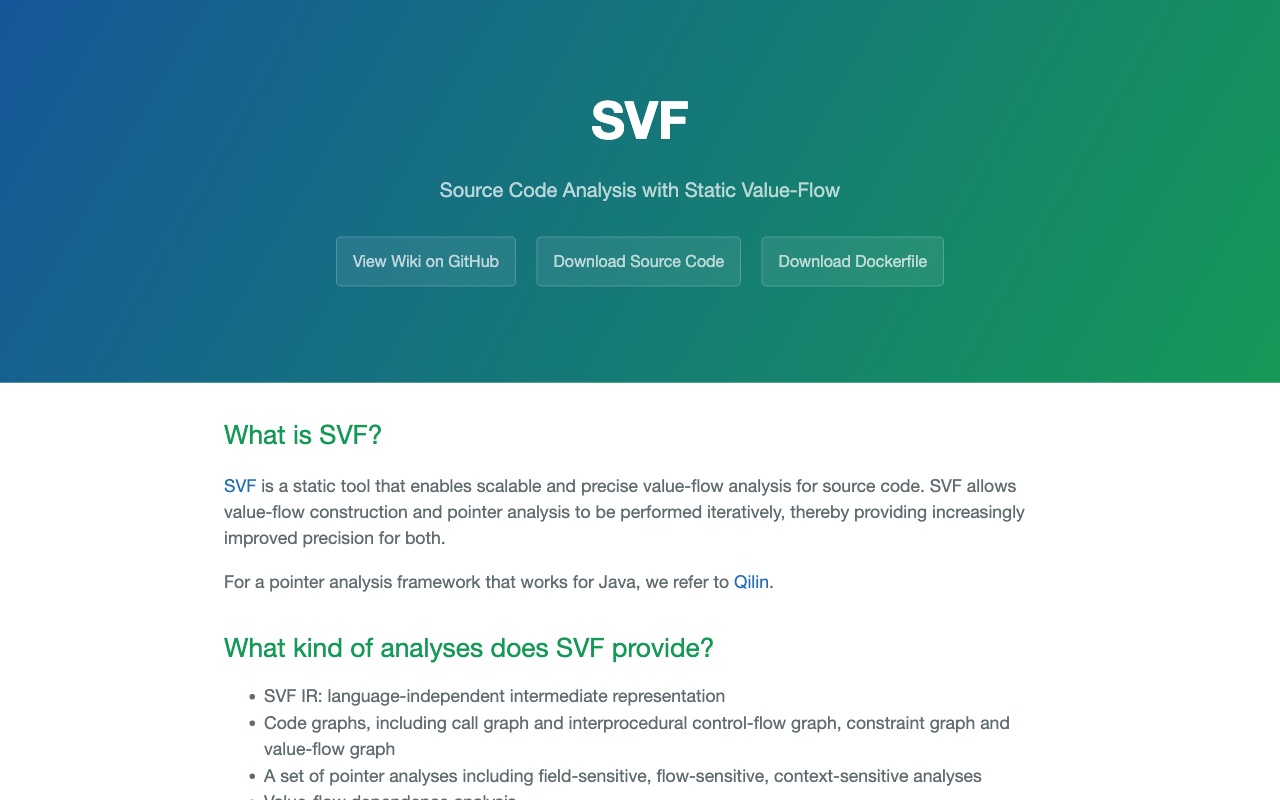 SVF
Source Code Analysis with Static Value-Flow
View Wiki on GitHub
Download Source Code
Download Dockerfile
What is SVF?
SVF is a static tool that enables scalable and precise value-flow analysis for source code. SVF allows
value-flow construction and pointer analysis to be performed iteratively, thereby providing increasingly
improved precision for both.
For a pointer analysis framework that works for Java, we refer to Qilin.
What kind of analyses does SVF provide?
• SVF IR: language-independent intermediate representation
• Code graphs, including call graph and interprocedural control-flow graph, constraint graph and
value-flow graph
• A set of pointer analyses including field-sensitive, flow-sensitive, context-sensitive analyses
• Value-flow dependence analysis